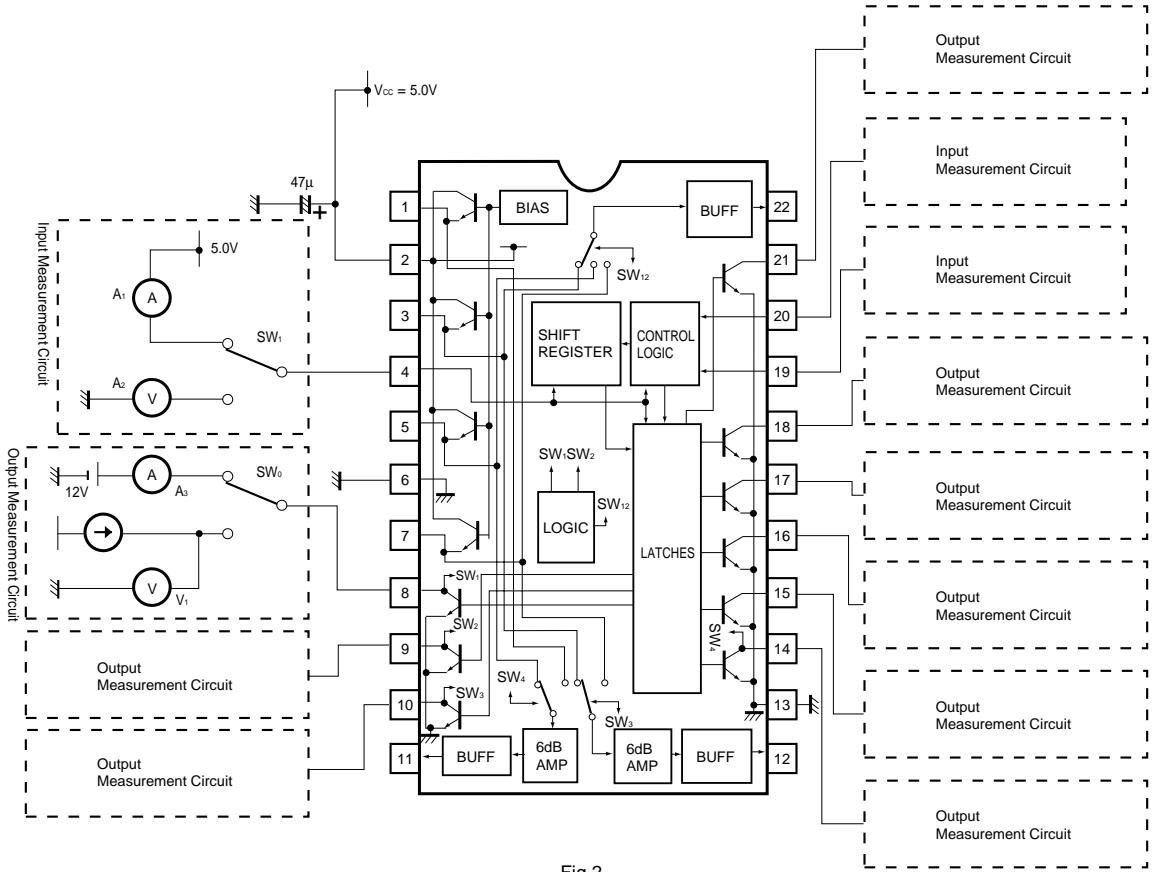 Output
Measurement Circuit
Vcc = 5.0V
Input
Measurement Circuit
47μ
+
1
BIAS
BUFF
22
Input Measurement Circuit
5.0V
2
21
SW12
A1
A
3
20
SHIFT
REGISTER
CONTROL
LOGIC
Input
Measurement Circuit
SW1
4
19
A2
V
5
18
Output
Measurement Circuit
Output Measurement Circuit
12V
A
A3
SW0
6
17
SW1 SW2
SW12
LOGIC
LATCHES
Output
Measurement Circuit
7
16
V
V1
8
SW1
15
Output
Measurement Circuit
SW2
9
SW4
14
Output
Measurement Circuit
10
SW3
SW4
SW3
13
Output
Measurement Circuit
11
BUFF
6dB
AMP
6dB
AMP
BUFF
12
Output
Measurement Circuit
Output
Measurement Circuit
Fig.2